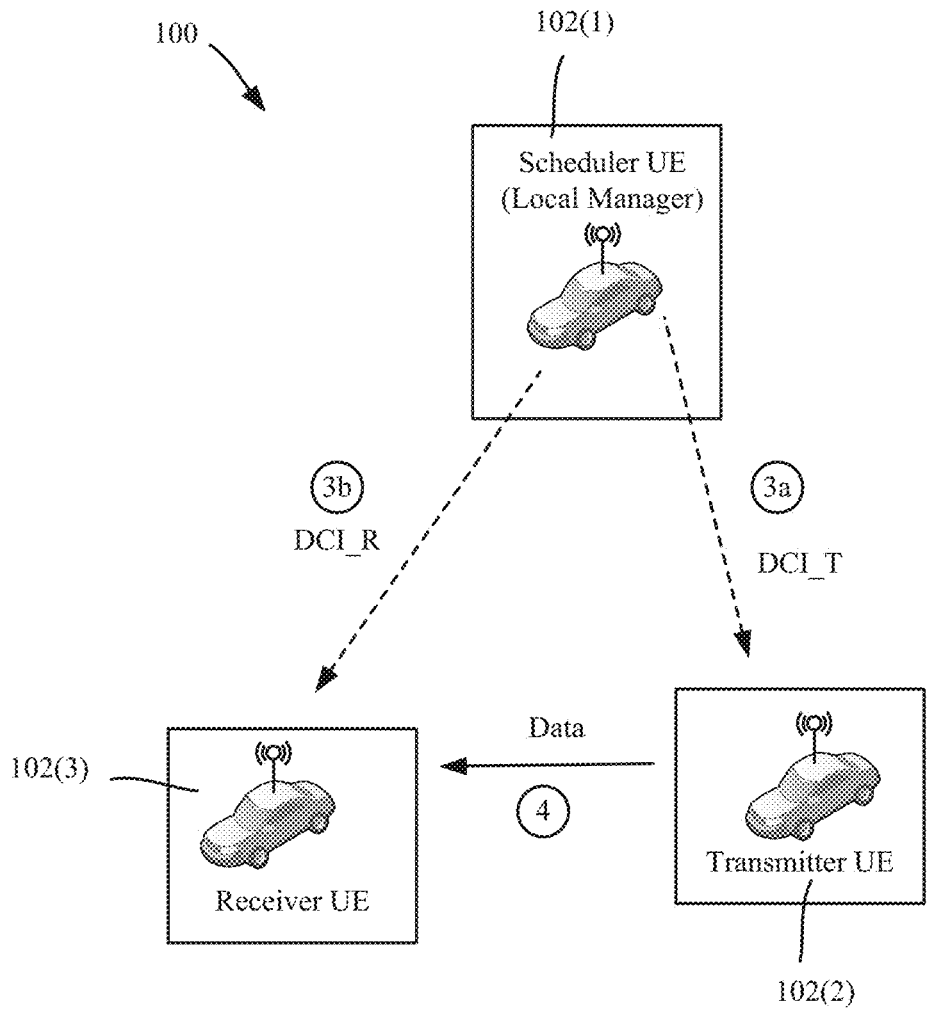 100
102(1)
Scheduler UE
(Local Manager)
3b
3a
DCI_R
DCI_T
Data
102(3)
4
Transmitter UE
Receiver UE
102(2)